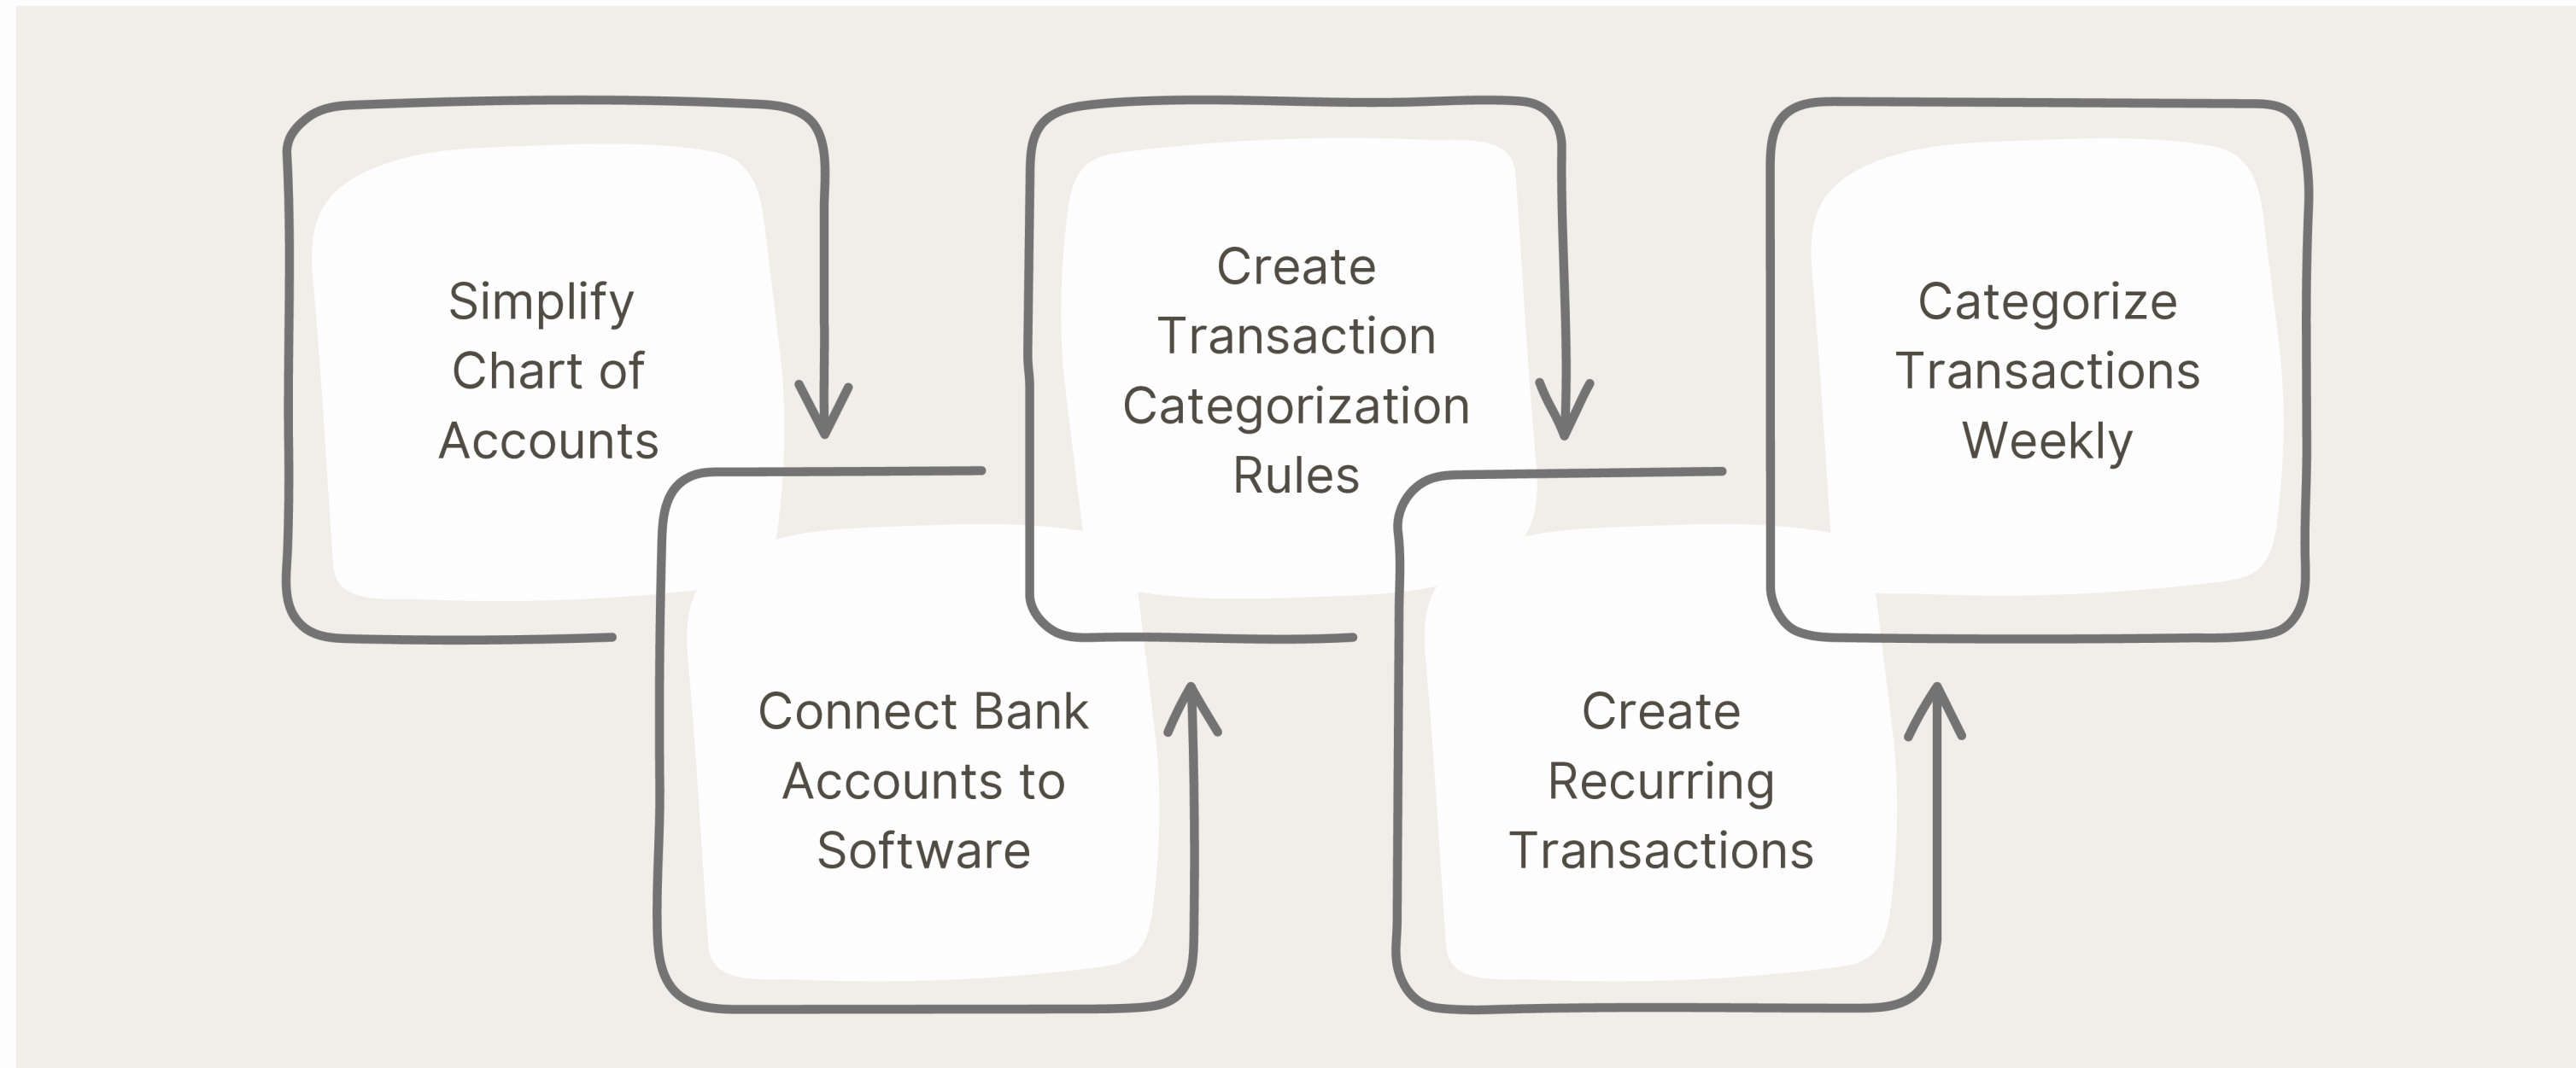 Simplify
Chart of
Accounts
Connect Bank
Accounts to
Software
Create
Transaction
Categorization
Rules
Create
Recurring
Transactions
Categorize
Transactions
Weekly